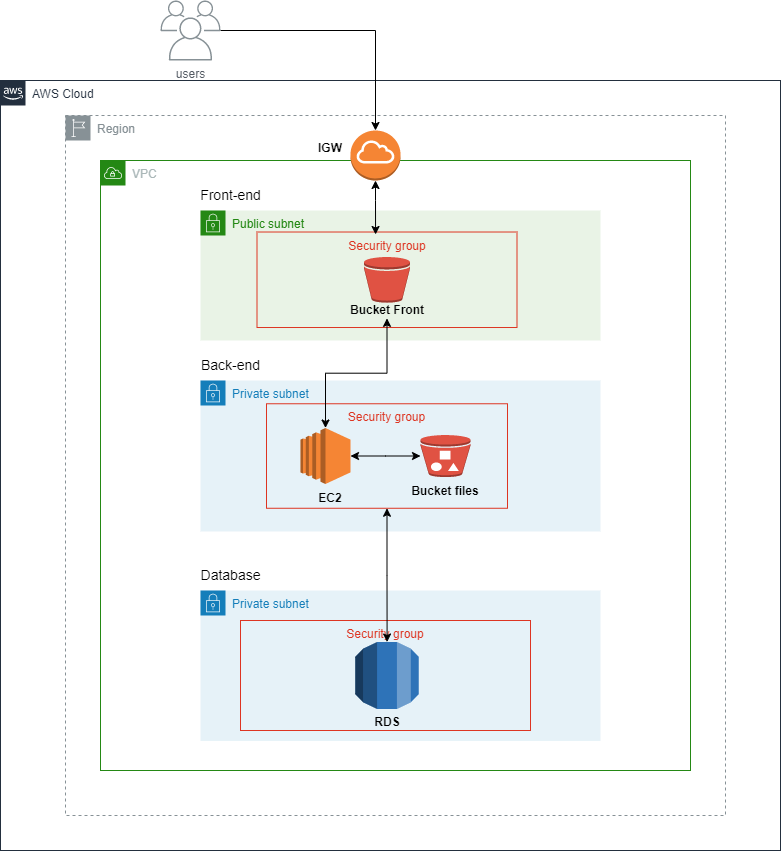 users
aws
AWS Cloud
Region
IGW
VPC
Front-end
Public subnet
Security group
Bucket Front
Back-end
Private subnet
Security group
EC2
Bucket files
Database
Private subnet
Security group
RDS